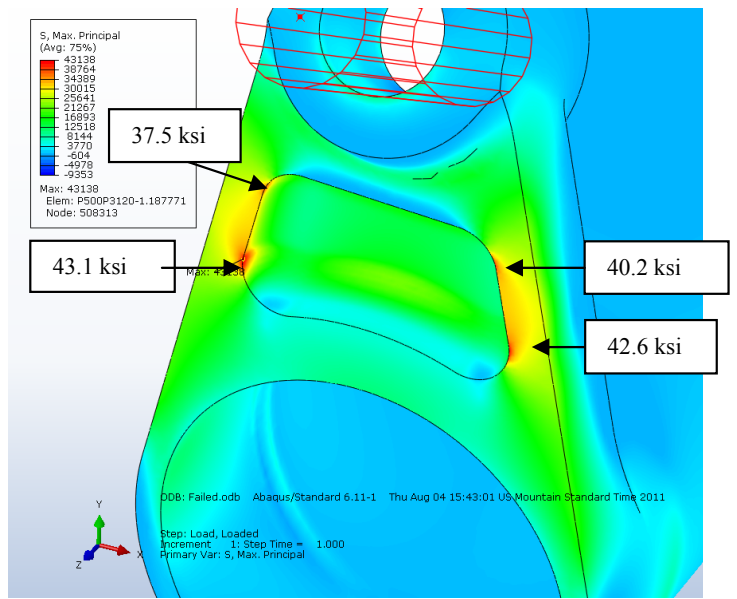 S, Max. Principal
(Avg: 75%)
43138
38764
34389
30015
25641
21267
16893
12518
8144
3770
-604
-4978
-9353
Max: 43138
Elem: P500P3120-1.187771
Node: 508313
37.5 ksi
43.1 ksi
Max: 43138
40.2 ksi
42.6 ksi
ODB: Failed.odb Abaqus/Standard 6.11-1 Thu Aug 04 15:43:01 US Mountain Standard Time 2011
Step: Load, Loaded
Increment 1: Step Time = 1.000
Primary Var: S, Max. Principal
Y
X
Z